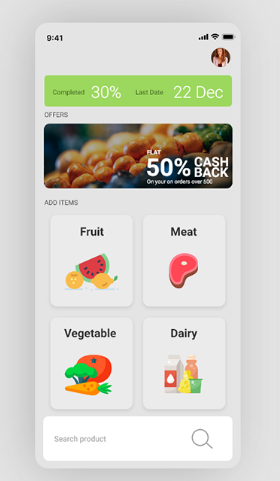 9:41
Completed 30% Last Date 22 Dec
OFFERS
FLAT
50% CASH BACK
On your on orders over 500
ADD ITEMS
Fruit Meat
Vegetable Dairy
Search product